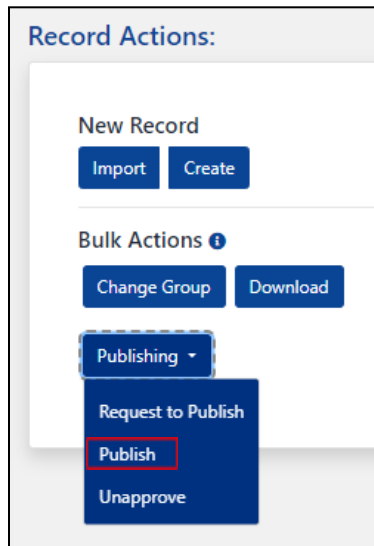 Record Actions:
New Record
Import Create
Bulk Actions
Change Group Download
Publishing
Request to Publish
Publish
Unapprove